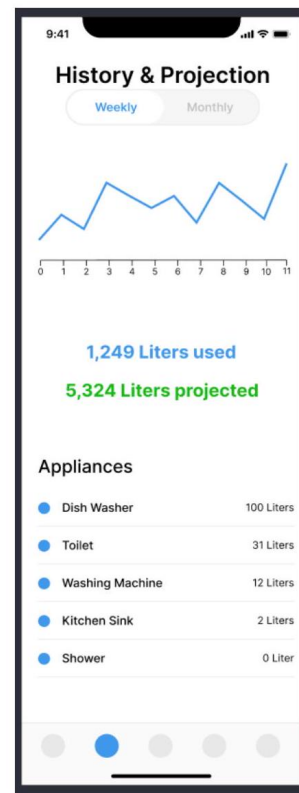 9:41
History & Projection
Weekly Monthly
0 1 2 3 4 5 6 7 8 9 10 11
1,249 Liters used
5,324 Liters projected
Appliances
Dish Washer 100 Liters
Toilet 31 Liters
Washing Machine 12 Liters
Kitchen Sink 2 Liters
Shower 0 Liter